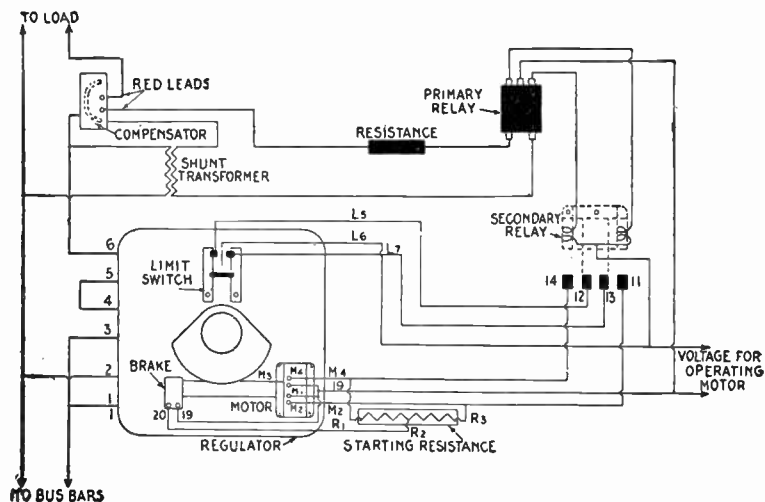 TO LOAD
RED LEADS
COMPENSATOR
SHUNT
TRANSFORMER
RESISTANCE
PRIMARY
RELAY
SECONDARY
RELAY
L5
L6
L7
6
5
4
3
2
1
1
LIMIT
SWITCH
14
12
13
11
VOLTAGE FOR
OPERATING
MOTOR
BRAKE
20 19
MOTOR
M3
M4
M1
M2
M4
19
M2
R1
R2
R3
REGULATOR
STARTING RESISTANCE
TO BUS BARS